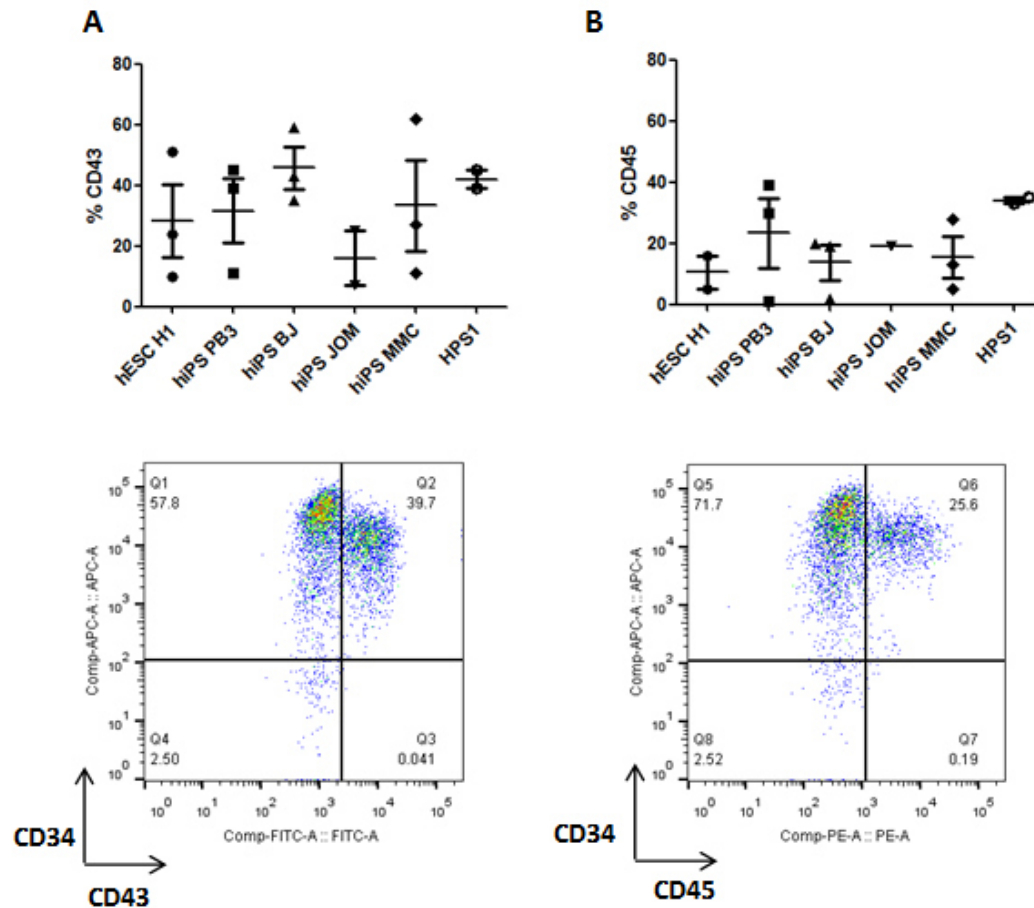 A
B
% CD43
80
60
40
20
0
hESC H1
hiPS PB3
hiPS BJ
hiPS JOM
hiPS MMC
HPS1
% CD45
80
60
40
20
0
hESC H1
hiPS PB3
hiPS BJ
hiPS JOM
hiPS MMC
HPS1
Comp-APC-A :: APC-A
10^5
10^4
10^3
10^2
10^1
10^0
Q1
57.8
Q2
39.7
Q4
2.50
Q3
0.041
10^0 10^1 10^2 10^3 10^4 10^5
Comp-FITC-A :: FITC-A
CD34
CD43
Comp-APC-A :: APC-A
10^5
10^4
10^3
10^2
10^1
10^0
Q5
71.7
Q6
25.6
Q8
2.52
Q7
0.19
10^0 10^1 10^2 10^3 10^4 10^5
Comp-PE-A :: PE-A
CD34
CD45